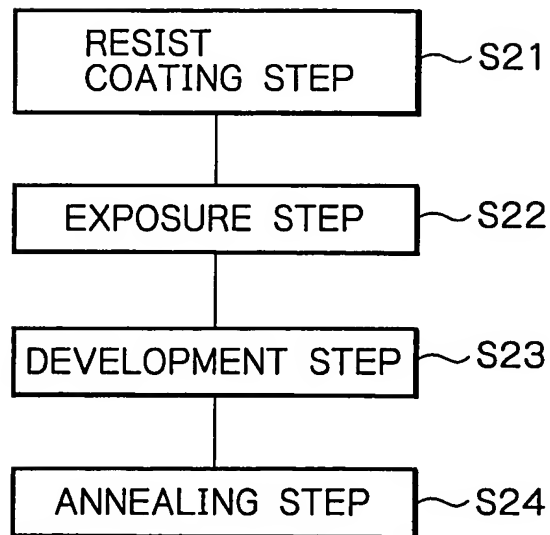 RESIST
COATING STEP
S21
EXPOSURE STEP
S22
DEVELOPMENT STEP
S23
ANNEALING STEP
S24